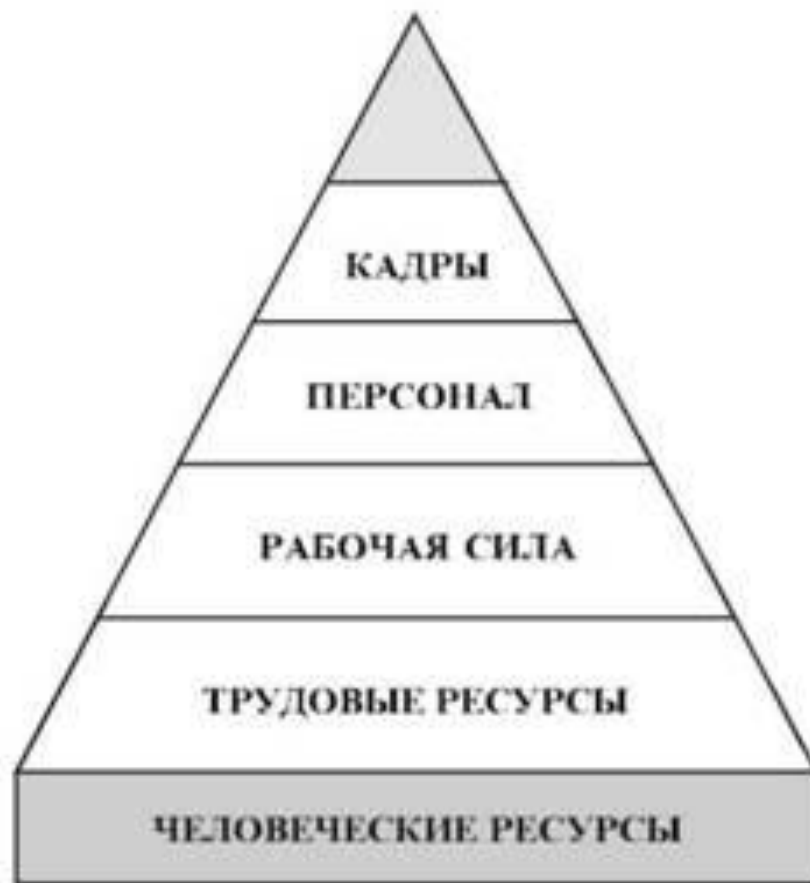 КАДРЫ
ПЕРСОНАЛ
РАБОЧАЯ СИЛА
ТРУДОВЫЕ РЕСУРСЫ
ЧЕЛОВЕЧЕСКИЕ РЕСУРСЫ